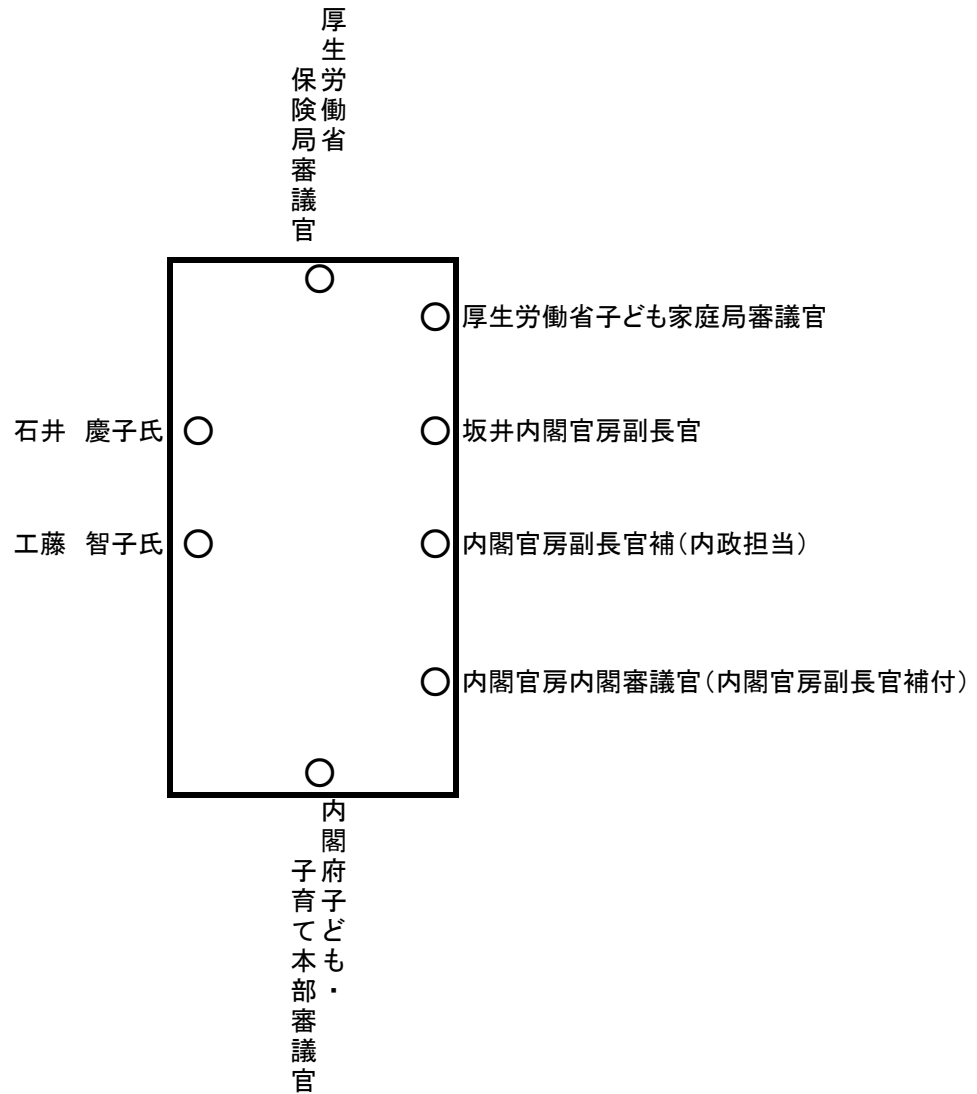 厚生労働省
保険局審議官
厚生労働省子ども家庭局審議官
石井 慶子氏
坂井内閣官房副長官
工藤 智子氏
内閣官房副長官補(内政担当)
内閣官房内閣審議官(内閣官房副長官補付)
内閣府子ども・
子育て本部審議官